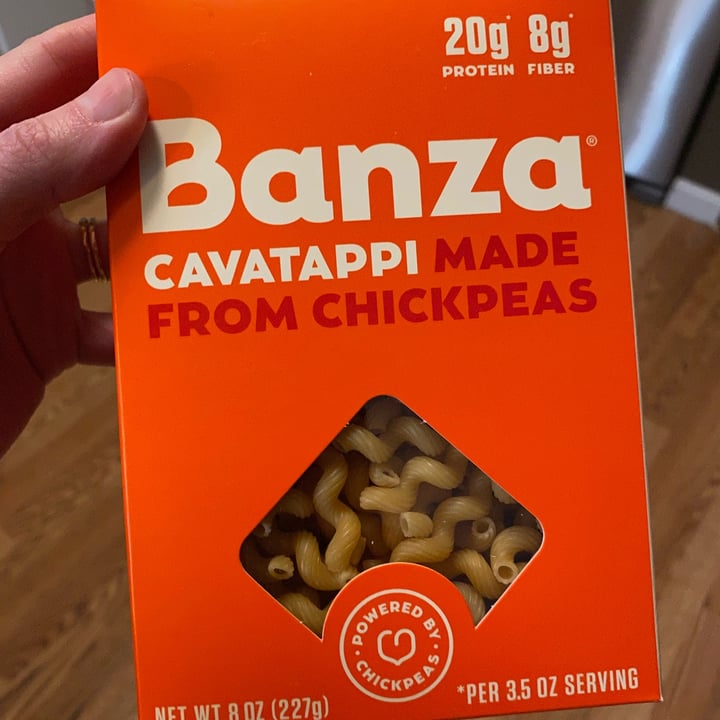 20g* 8g*
PROTEIN FIBER
Banza®
CAVATAPPI MADE
FROM CHICKPEAS
POWERED BY
• CHICKPEAS •
*PER 3.5 OZ SERVING
NET WT 8 OZ (227g)